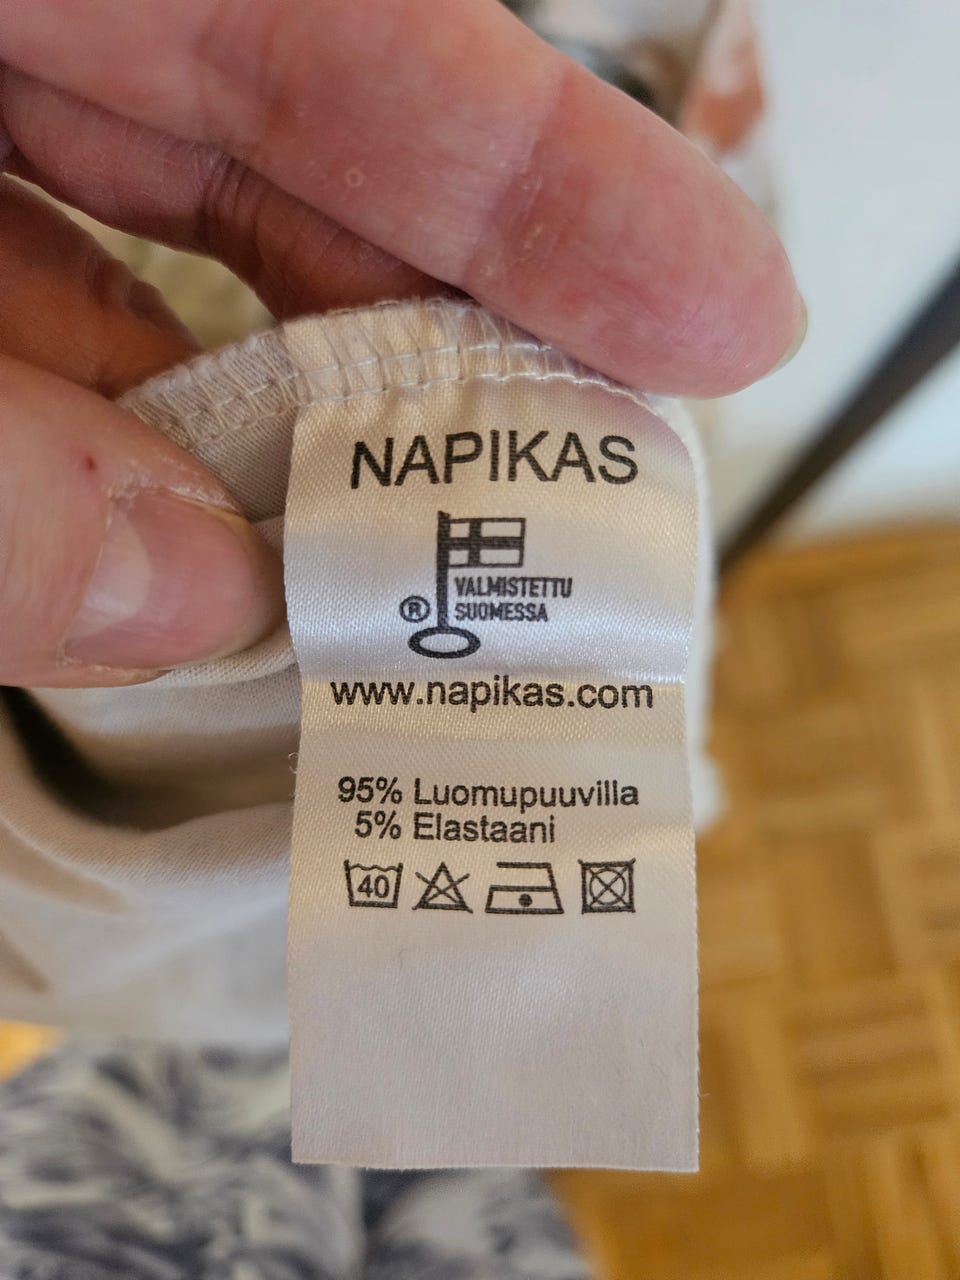 NAPIKAS
VALMISTETTU
® SUOMESSA
www.napikas.com
95% Luomupuuvilla
5% Elastaani
40